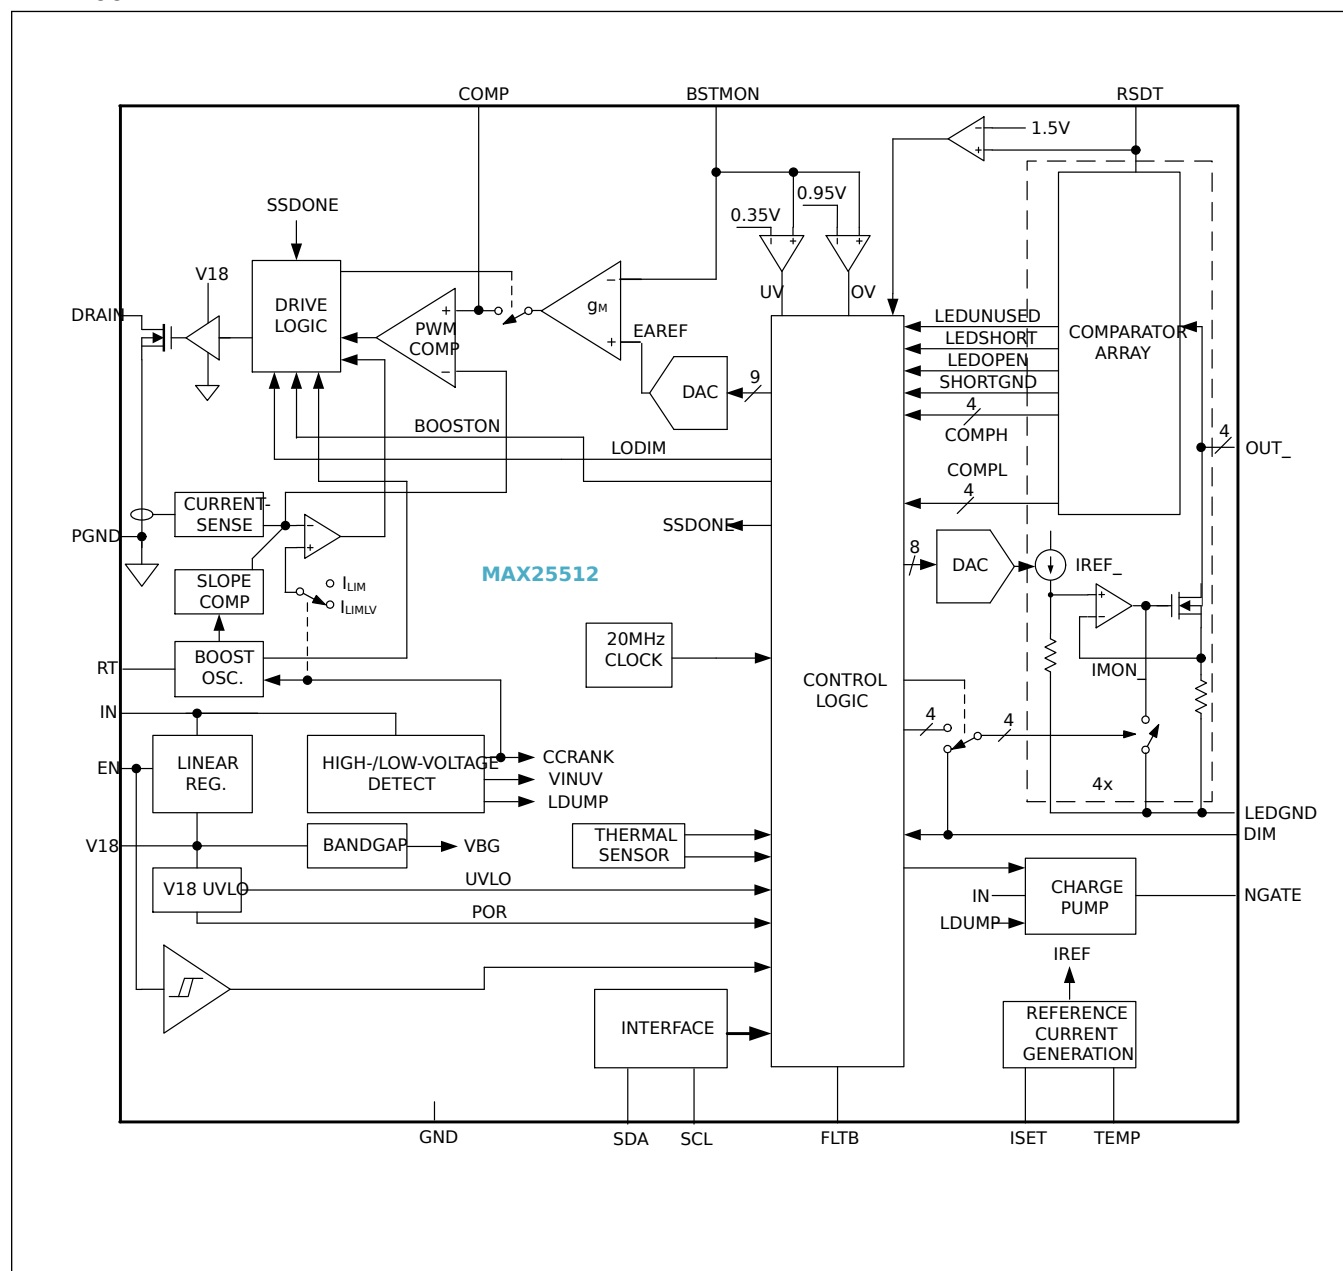 COMP
BSTMON
RSDT
1.5V
SSDONE
0.35V
0.95V
V18
DRAIN
DRIVE
LOGIC
PWM
COMP
gM
UV
OV
EAREF
LEDUNUSED
LEDSHORT
LEDOPEN
SHORTGND
4
COMPH
COMPARATOR
ARRAY
DAC
9
BOOSTON
LODIM
COMPL
4
4
OUT_
CURRENT-
SENSE
PGND
SSDONE
SLOPE
COMP
ILIM
ILIMLV
MAX25512
8
DAC
IREF_
IMON_
RT
BOOST
OSC.
20MHz
CLOCK
CONTROL
LOGIC
4
4
4x
IN
EN
LINEAR
REG.
HIGH-/LOW-VOLTAGE
DETECT
CCRANK
VINUV
LDUMP
LEDGND
DIM
V18
BANDGAP
VBG
THERMAL
SENSOR
V18 UVLO
UVLO
POR
IN
LDUMP
CHARGE
PUMP
NGATE
IREF
REFERENCE
CURRENT
GENERATION
INTERFACE
GND
SDA
SCL
FLTB
ISET
TEMP